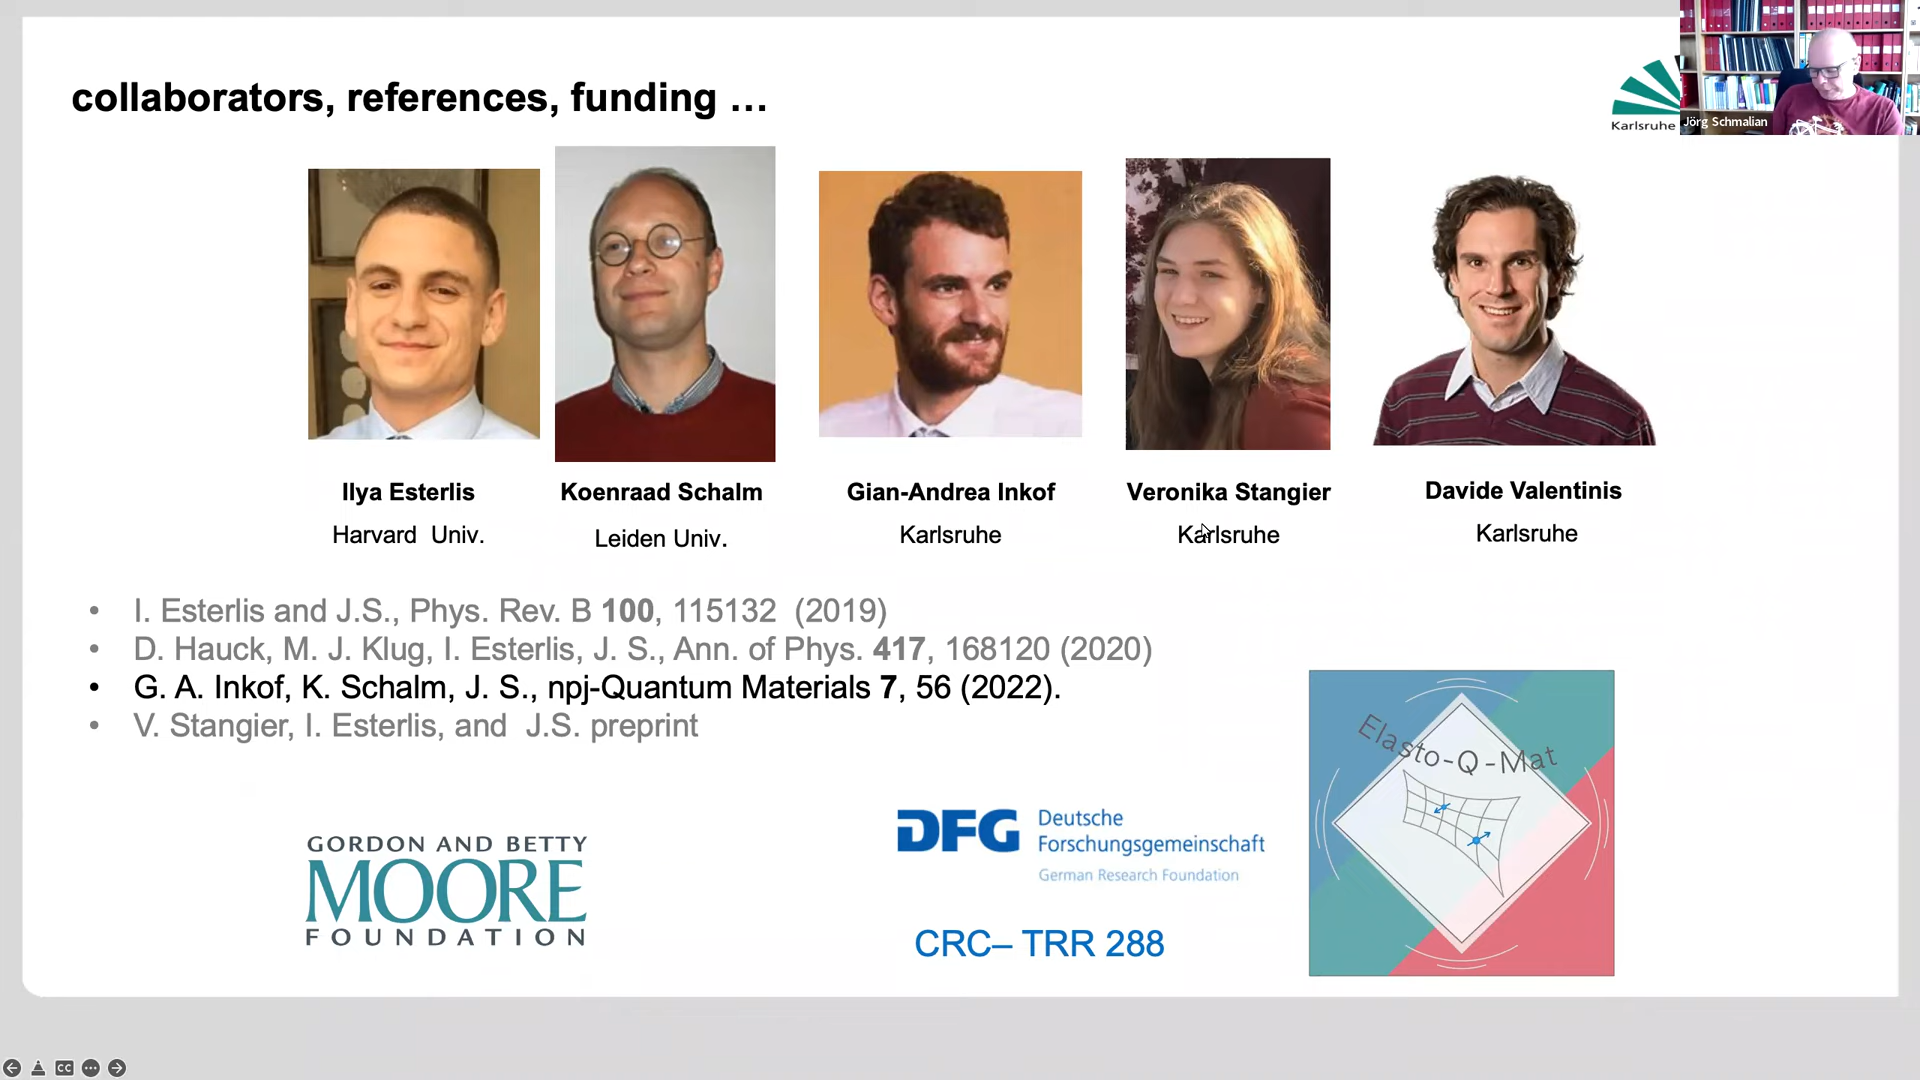 collaborators, references, funding …
Karlsruhe
Jörg Schmalian
Ilya Esterlis
Harvard Univ.
Koenraad Schalm
Leiden Univ.
Gian-Andrea Inkof
Karlsruhe
Veronika Stangier
Karlsruhe
Davide Valentinis
Karlsruhe
• I. Esterlis and J.S., Phys. Rev. B 100, 115132 (2019)
• D. Hauck, M. J. Klug, I. Esterlis, J. S., Ann. of Phys. 417, 168120 (2020)
• G. A. Inkof, K. Schalm, J. S., npj-Quantum Materials 7, 56 (2022).
• V. Stangier, I. Esterlis, and J.S. preprint
GORDON AND BETTY
MOORE
FOUNDATION
DFG
Deutsche
Forschungsgemeinschaft
German Research Foundation
CRC– TRR 288
Elasto-Q-Mat
CC